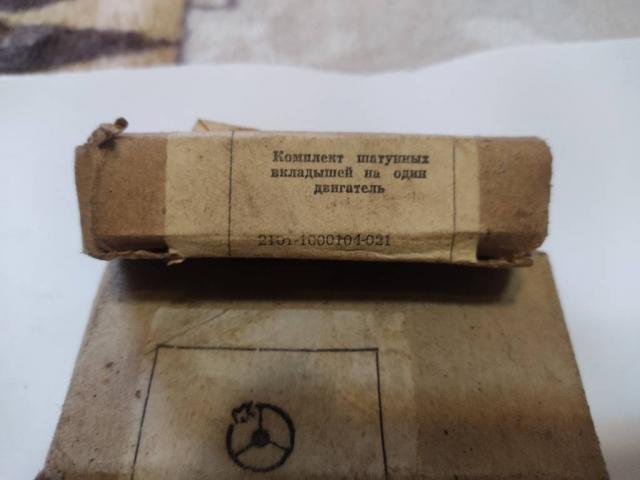 Комплект шатунных
вкладышей на один
двигатель
2101-1000104-021